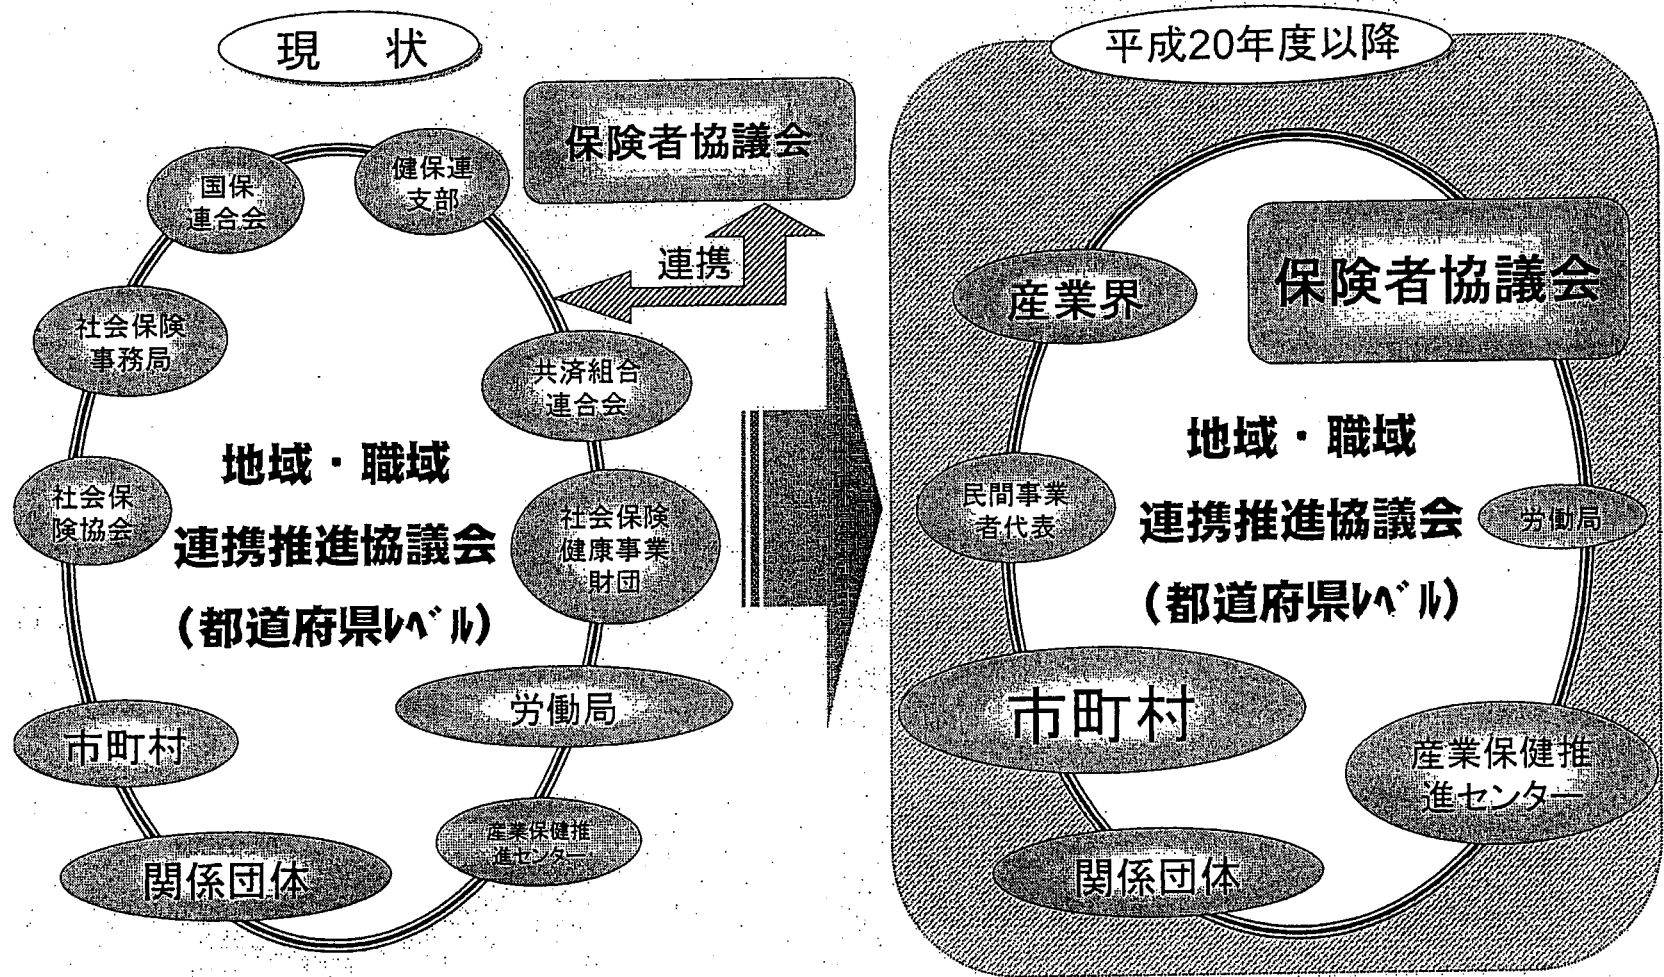 現　状
保険者協議会
国保
連合会
健保連
支部
連携
社会保険
事務局
共済組合
連合会
地域・職域
連携推進協議会
(都道府県ﾚﾍﾞﾙ)
社会保
険協会
社会保険
健康事業
財団
労働局
市町村
産業保健推
進センター
関係団体
平成20年度以降
保険者協議会
産業界
地域・職域
連携推進協議会
(都道府県ﾚﾍﾞﾙ)
民間事業
者代表
労働局
市町村
産業保健推
進センター
関係団体